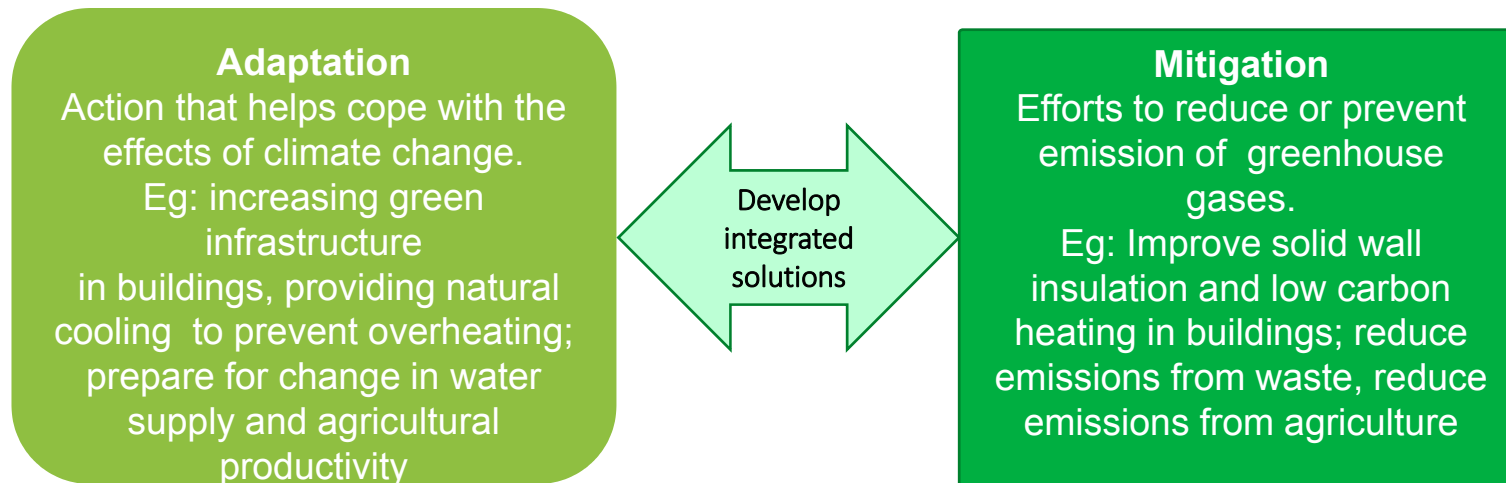 Adaptation
Action that helps cope with the
effects of climate change.
Eg: increasing green
infrastructure
in buildings, providing natural
cooling  to prevent overheating;
prepare for change in water
supply and agricultural
productivity
Develop
integrated
solutions
Mitigation
Efforts to reduce or prevent
emission of  greenhouse
gases.
Eg: Improve solid wall
insulation and low carbon
heating in buildings; reduce
emissions from waste, reduce
emissions from agriculture